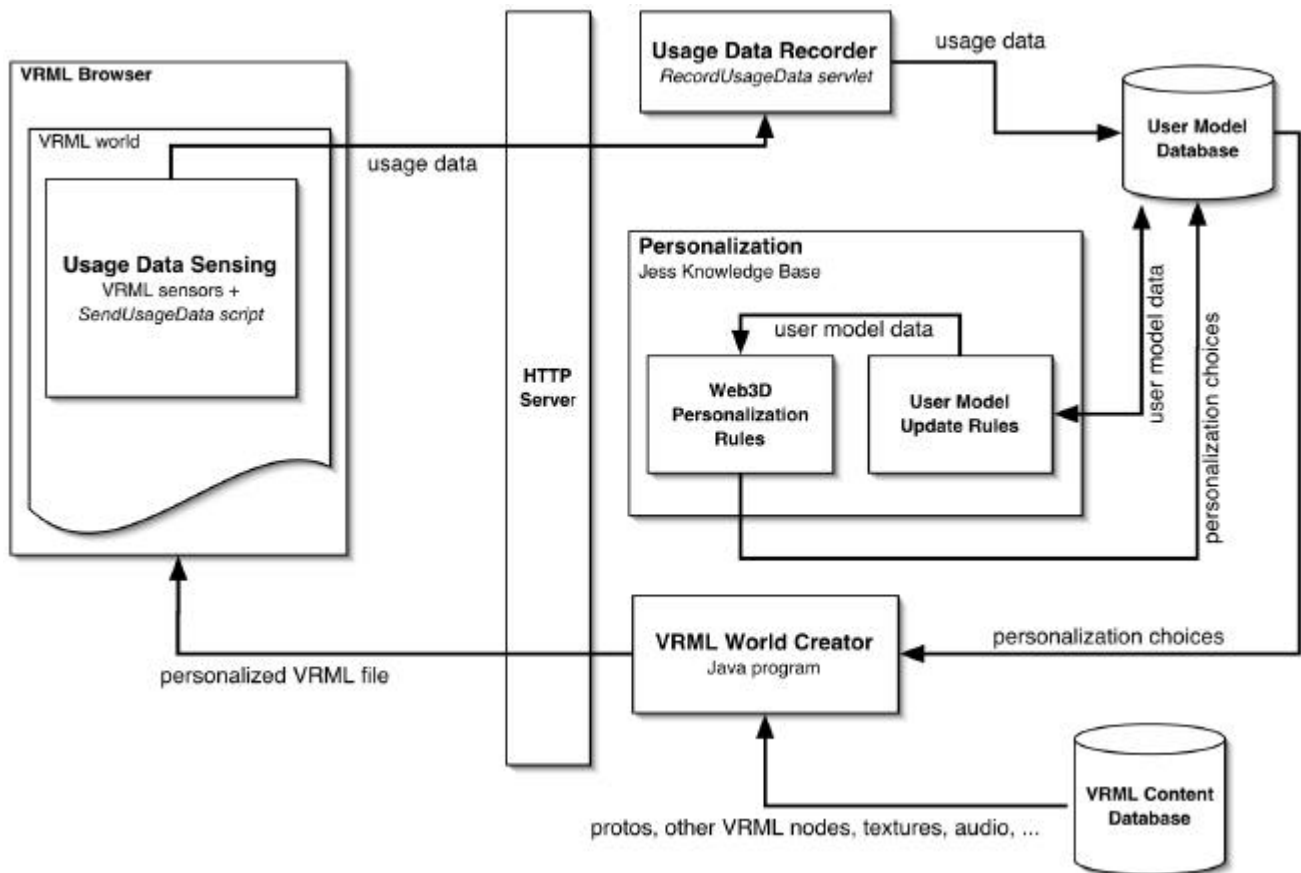 VRML Browser
VRML world
Usage Data Sensing
VRML sensors +
SendUsageData script
usage data
HTTP
Server
Usage Data Recorder
RecordUsageData servlet
usage data
User Model
Database
Personalization
Jess Knowledge Base
user model data
Web3D
Personalization
Rules
User Model
Update Rules
user model data
personalization choices
VRML World Creator
Java program
personalization choices
personalized VRML file
protos, other VRML nodes, textures, audio, ...
VRML Content
Database